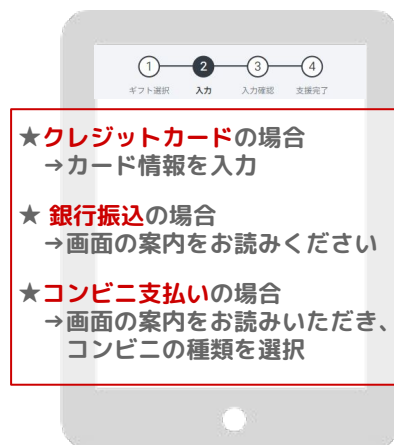 1 2 3 4
ギフト選択 入力 入力確認 支援完了
★クレジットカードの場合
→カード情報を入力
★ 銀行振込の場合
→画面の案内をお読みください
★コンビニ支払いの場合
→画面の案内をお読みいただき、
コンビニの種類を選択